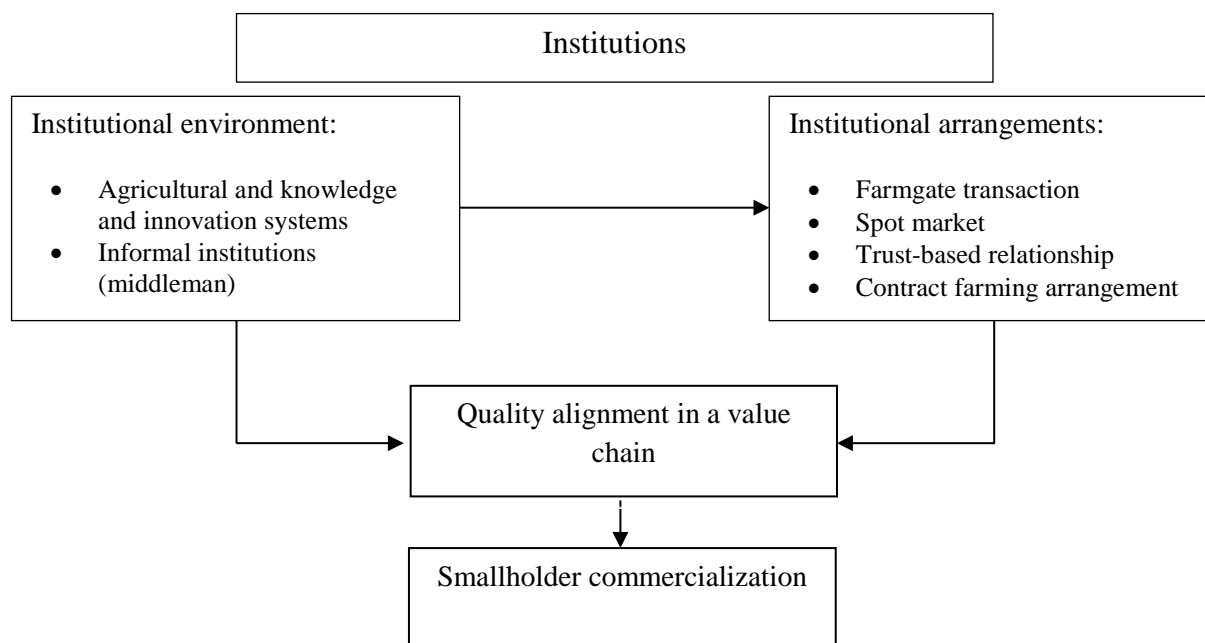 Institutions
Institutional environment:
• Agricultural and knowledge
and innovation systems
• Informal institutions
(middleman)
Institutional arrangements:
• Farmgate transaction
• Spot market
• Trust-based relationship
• Contract farming arrangement
Quality alignment in a value
chain
Smallholder commercialization